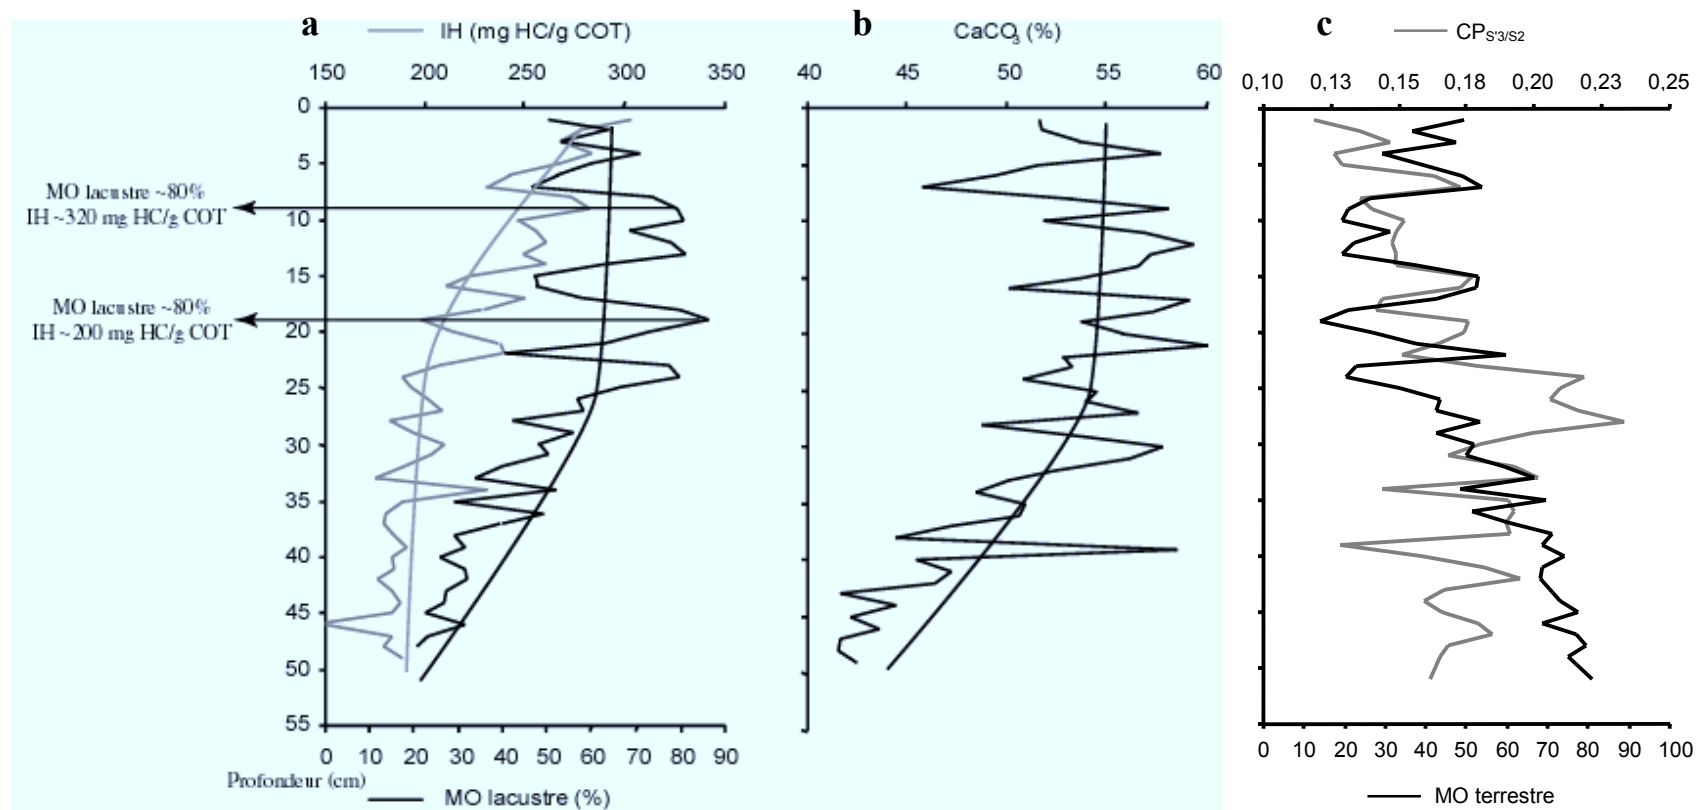 a
IH (mg HC/g COT)
150 200 250 300 350
0
5
10
15
20
25
30
35
40
45
50
55
0 10 20 30 40 50 60 70 80 90
Profondeur (cm)
MO lacustre (%)
MO lacustre ~80%
IH ~320 mg HC/g COT
MO lacustre ~80%
IH ~200 mg HC/g COT
b
CaCO3 (%)
40 45 50 55 60
c
CPS'3/S2
0,10 0,13 0,15 0,18 0,20 0,23 0,25
0 10 20 30 40 50 60 70 80 90 100
MO terrestre